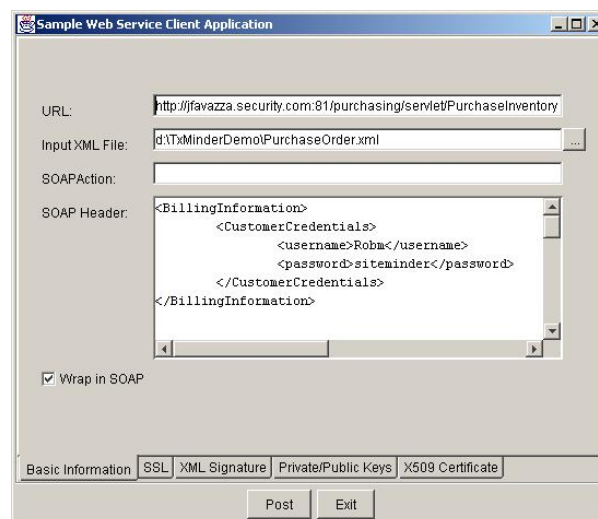 Sample Web Service Client Application
URL: http://jfavazza.security.com:81/purchasing/servlet/PurchaseInventory
Input XML File: d:\TxMinderDemo\PurchaseOrder.xml ...
SOAPAction:
SOAP Header: <BillingInformation>
<CustomerCredentials>
<username>Robm</username>
<password>siteminder</password>
</CustomerCredentials>
</BillingInformation>
Wrap in SOAP
Basic Information SSL XML Signature Private/Public Keys X509 Certificate
Post Exit